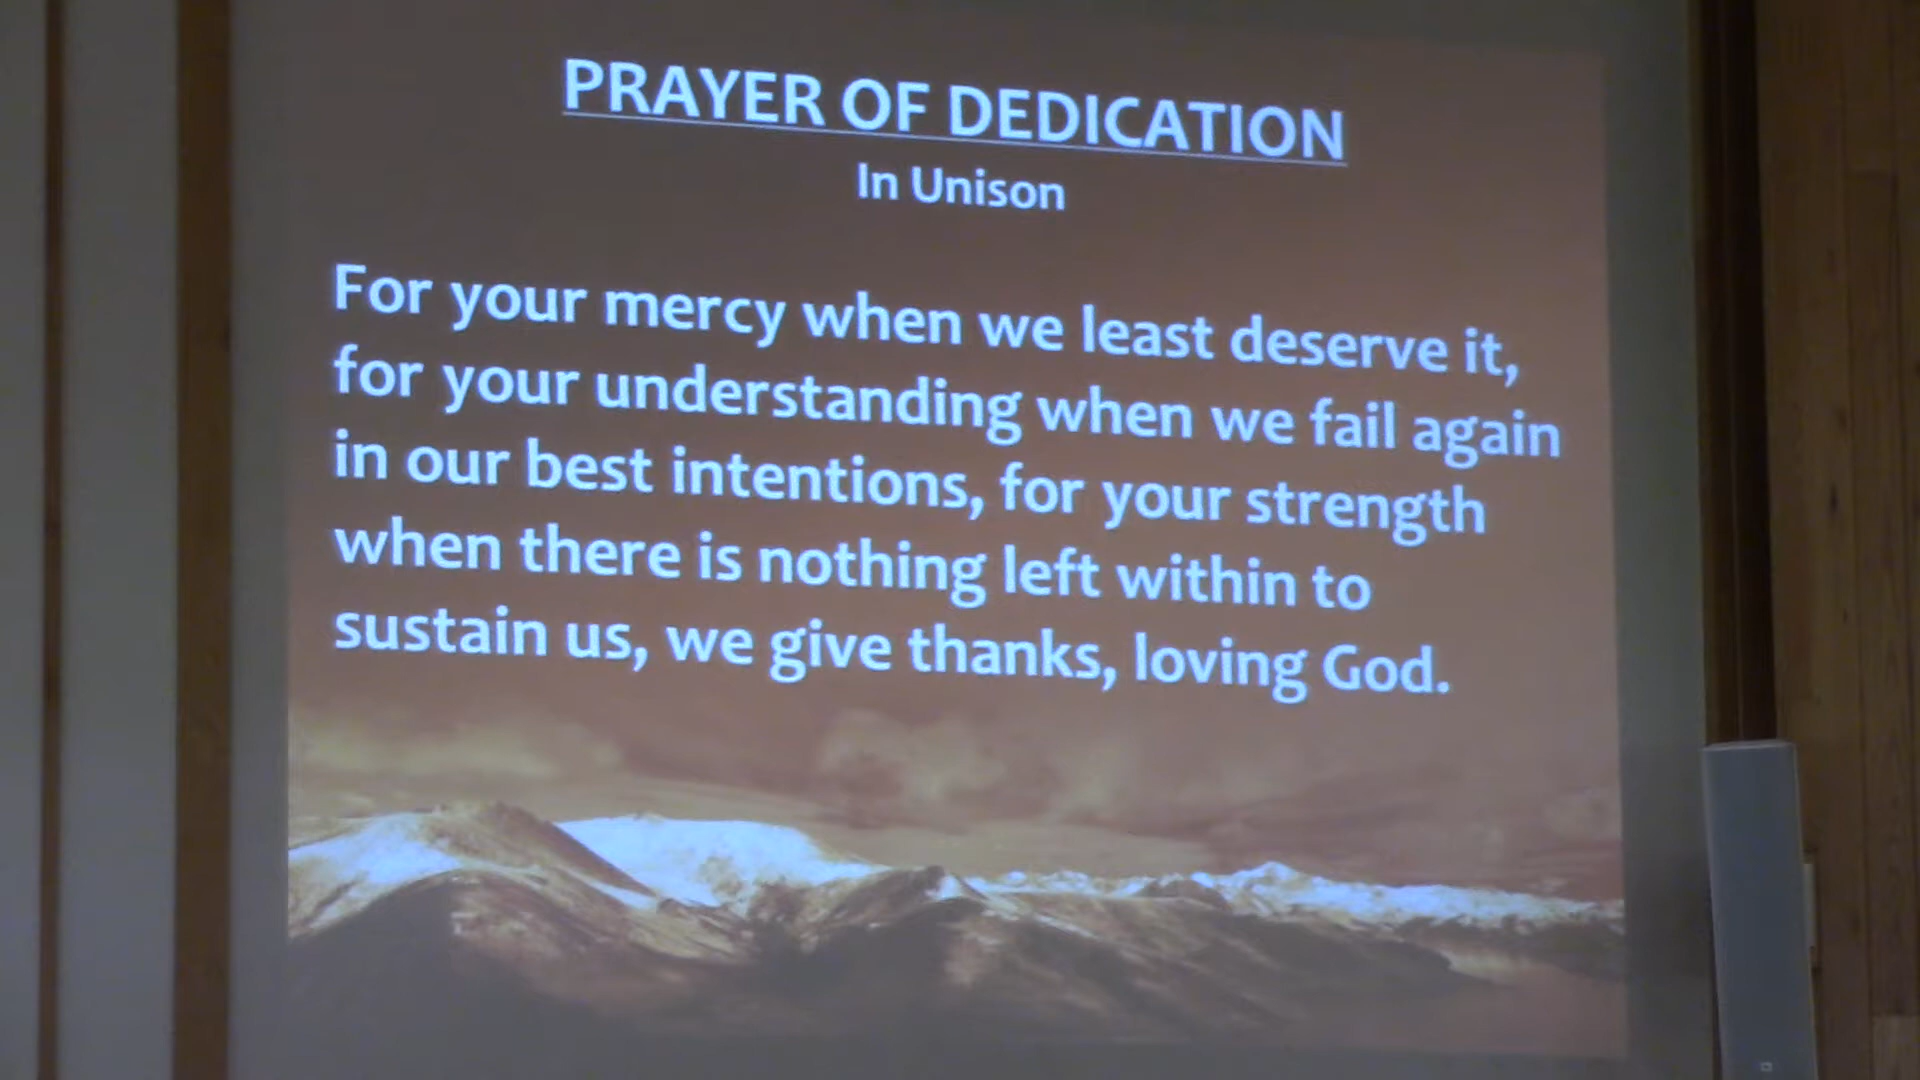 PRAYER OF DEDICATION
In Unison
For your mercy when we least deserve it,
for your understanding when we fail again
in our best intentions, for your strength
when there is nothing left within to
sustain us, we give thanks, loving God.